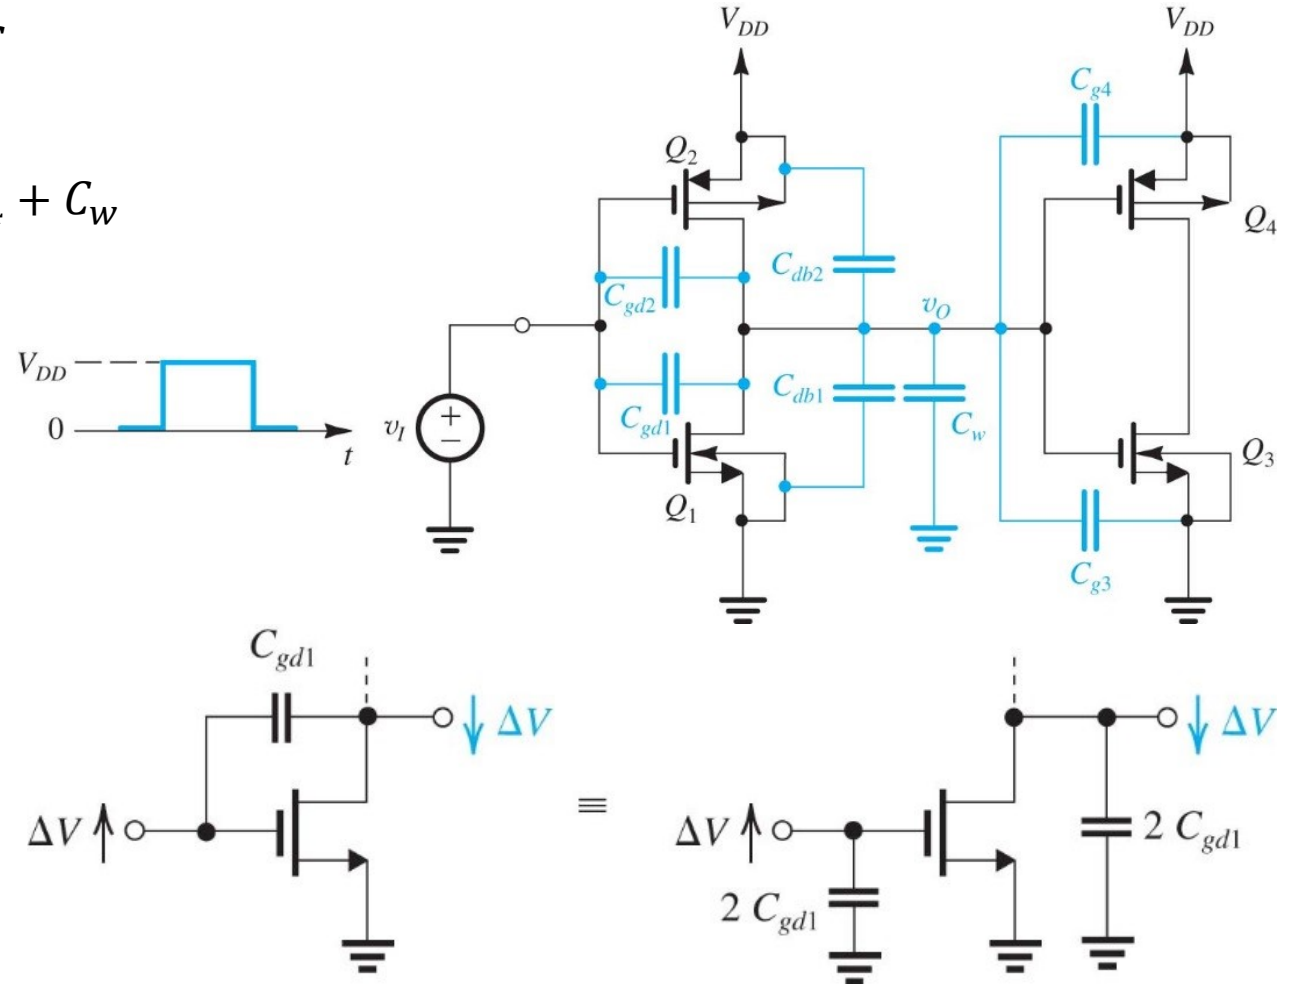 + C_w
V_DD
V_DD
C_g4
Q_2
Q_4
C_db2
C_gd2
v_O
V_DD
C_db1
C_gd1
C_w
0
v_I
+
−
t
Q_3
Q_1
C_g3
C_gd1
ΔV
ΔV
ΔV
≡
ΔV
2 C_gd1
2 C_gd1